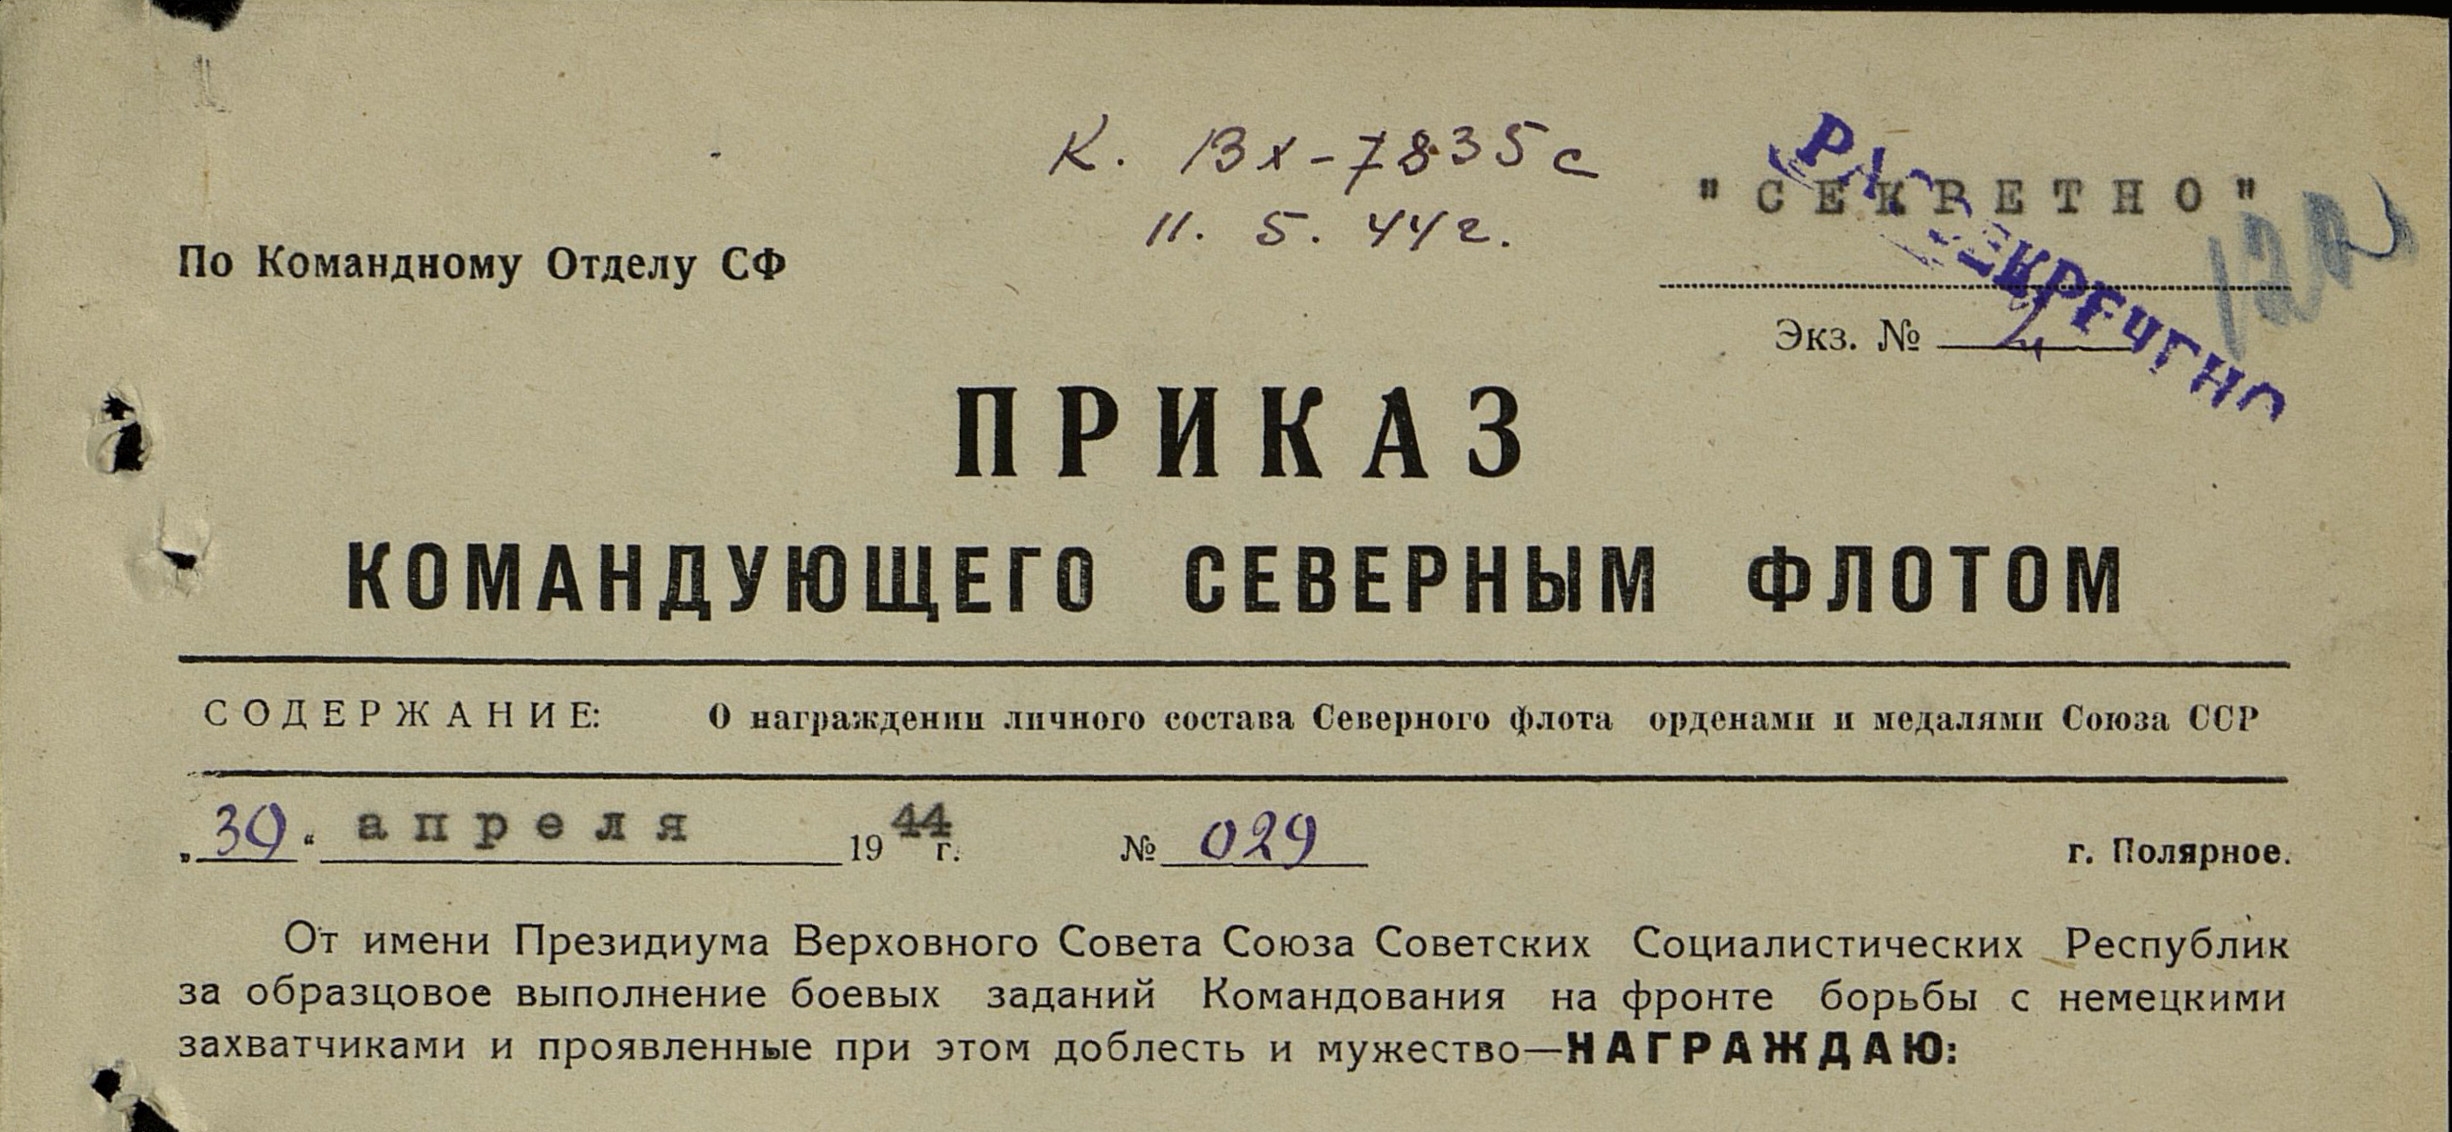 К. Вх-7835с
11. 5. 44г.
"СЕКРЕТНО"
РАССЕКРЕЧЕНО
По Командному Отделу СФ
Экз. № 2
ПРИКАЗ
КОМАНДУЮЩЕГО СЕВЕРНЫМ ФЛОТОМ
СОДЕРЖАНИЕ: О награждении личного состава Северного флота орденами и медалями Союза ССР
„30“ апреля 1944 г. № 029 г. Полярное.
От имени Президиума Верховного Совета Союза Советских Социалистических Республик
за образцовое выполнение боевых заданий Командования на фронте борьбы с немецкими
захватчиками и проявленные при этом доблесть и мужество—НАГРАЖДАЮ: